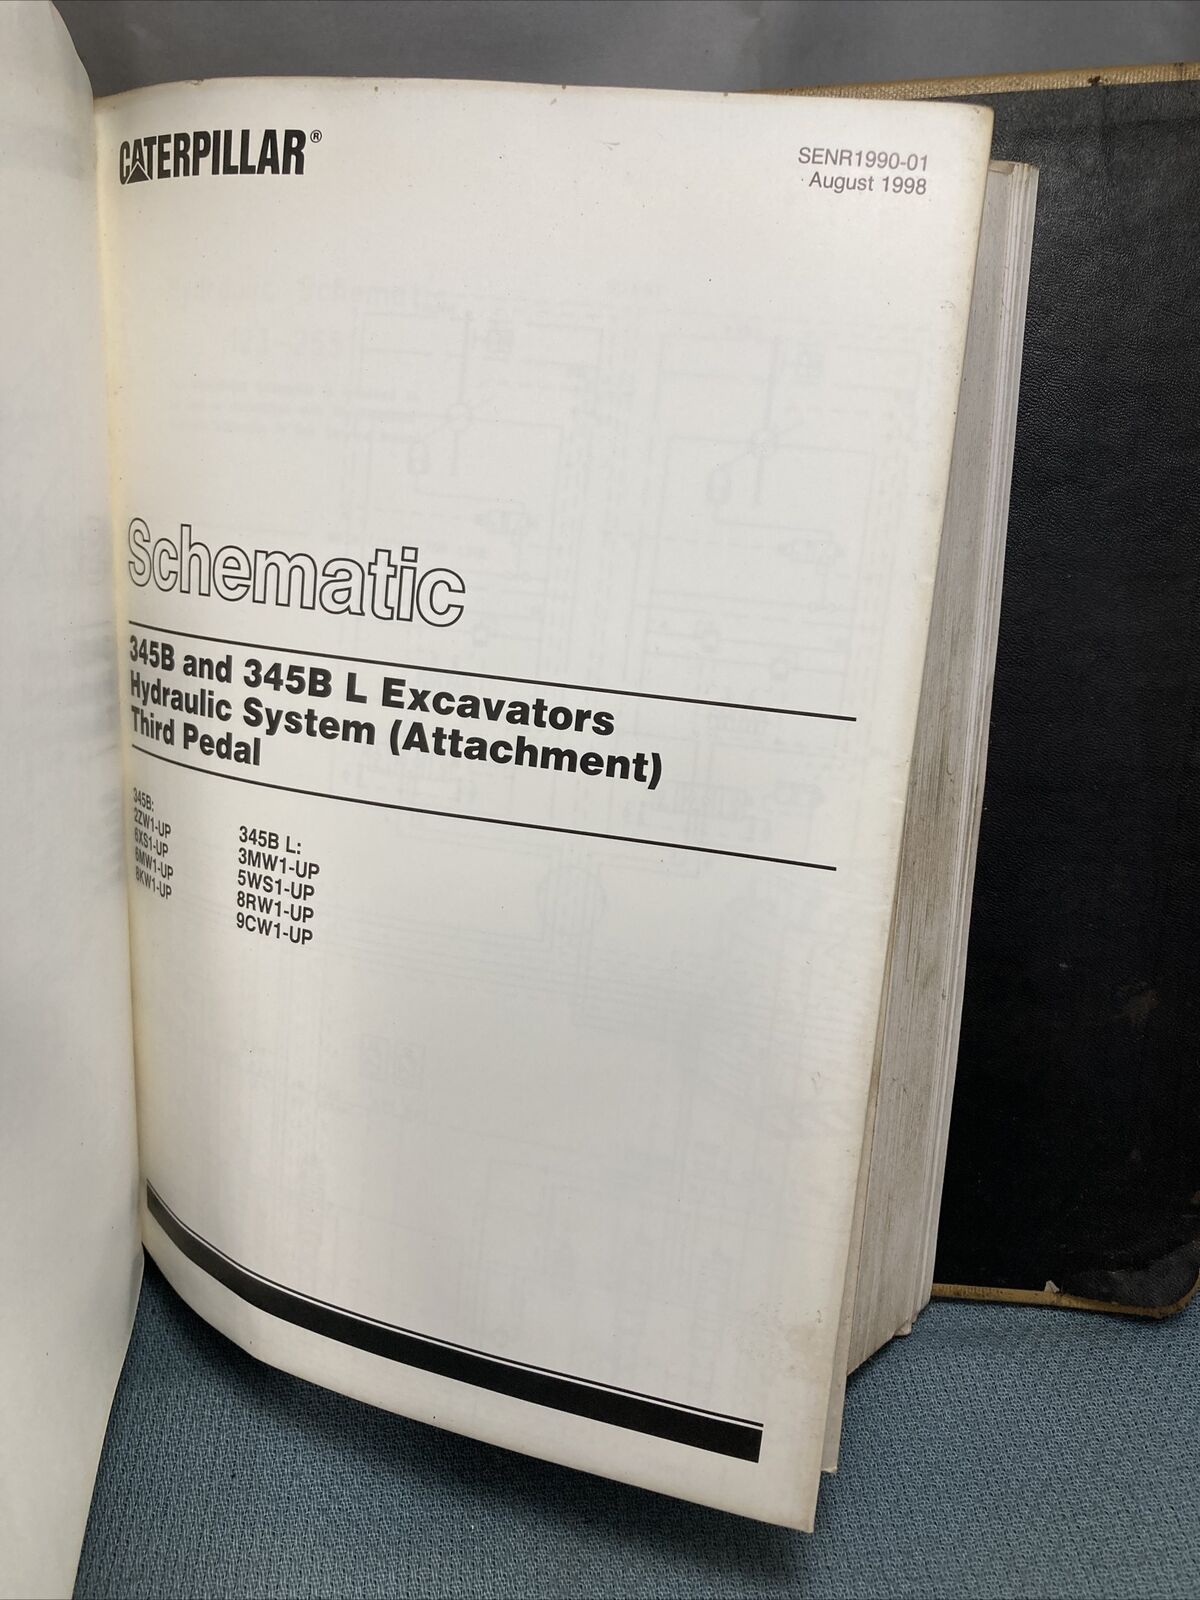 CATERPILLAR®
SENR1990-01
August 1998
Schematic
345B and 345B L Excavators
Hydraulic System (Attachment)
Third Pedal
345B:
2ZW1-UP
6XS1-UP
6MW1-UP
8KW1-UP
345B L:
3MW1-UP
5WS1-UP
8RW1-UP
9CW1-UP